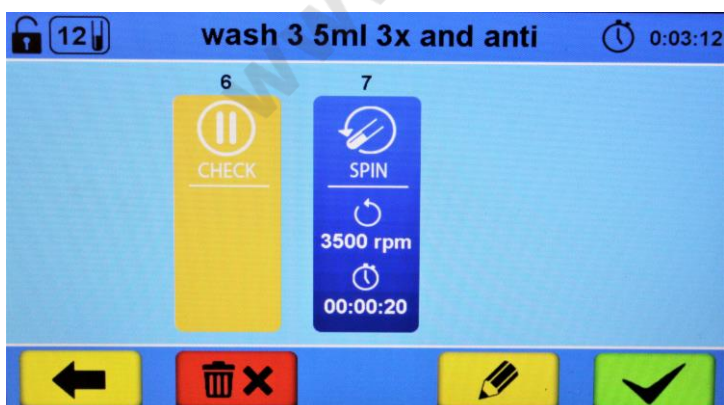 12
wash 3 5ml 3x and anti
0:03:12
6
7
CHECK
SPIN
3500 rpm
00:00:20